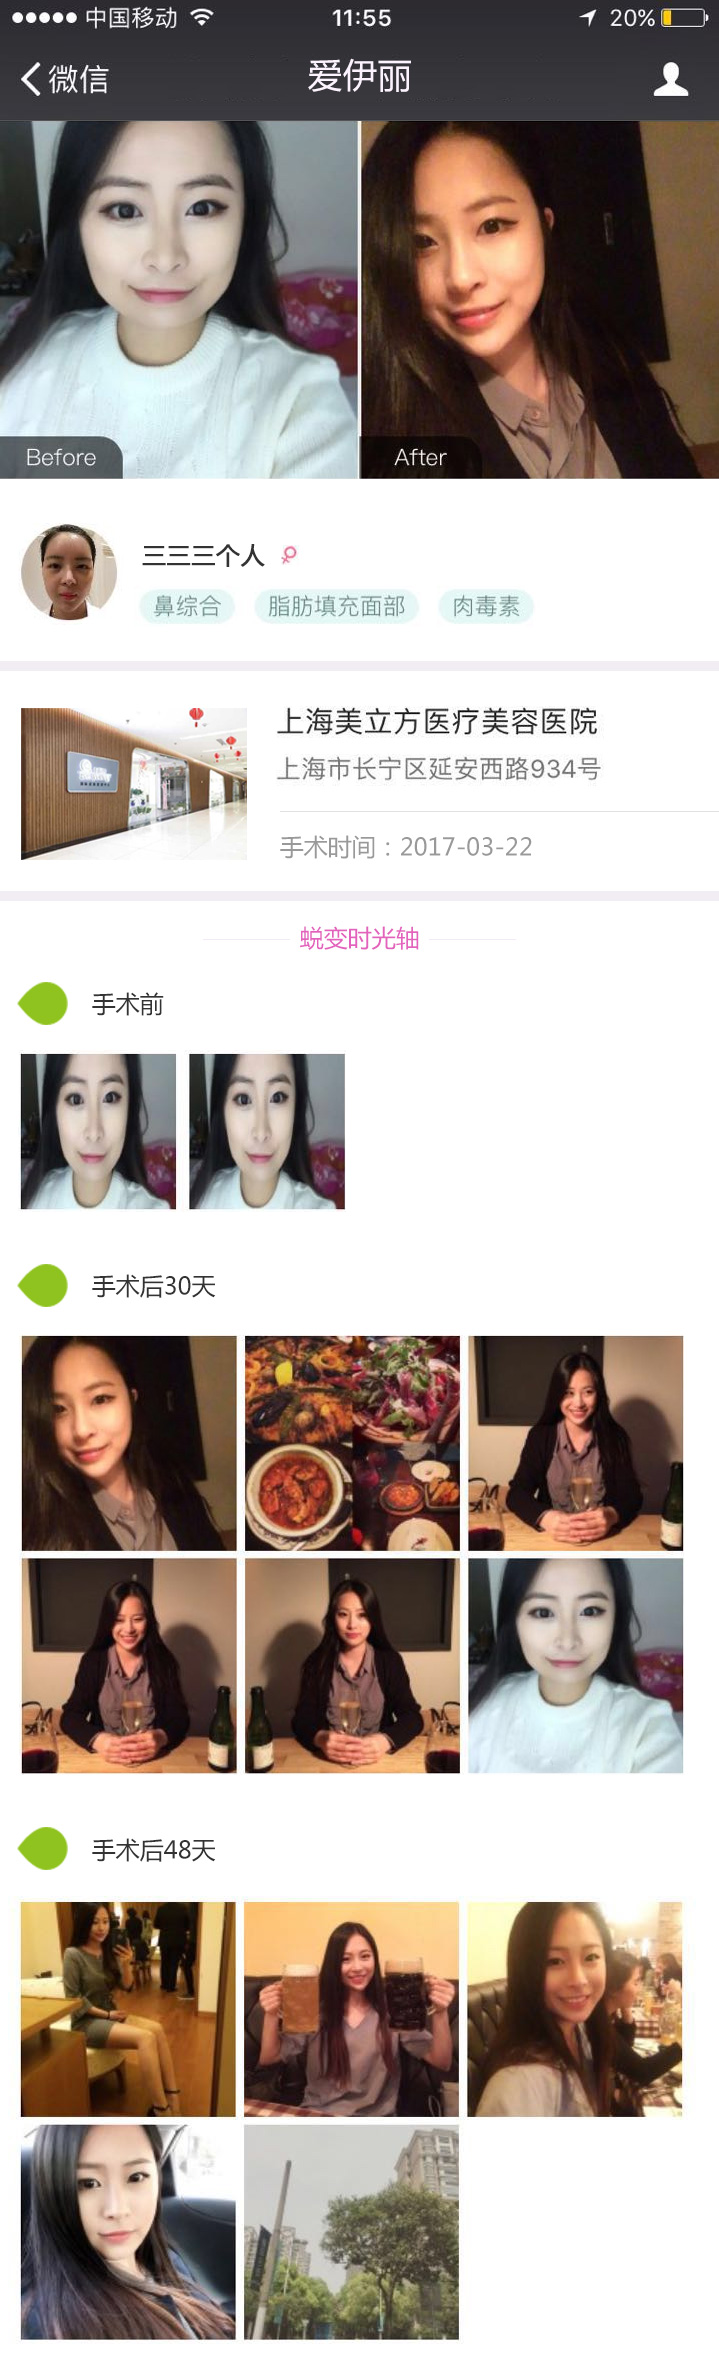 中国移动 11:55 20%
微信 爱伊丽
Before After
三三三个人
鼻综合 脂肪填充面部 肉毒素
上海美立方医疗美容医院
上海市长宁区延安西路934号
手术时间：2017-03-22
蜕变时光轴
手术前
手术后30天
手术后48天